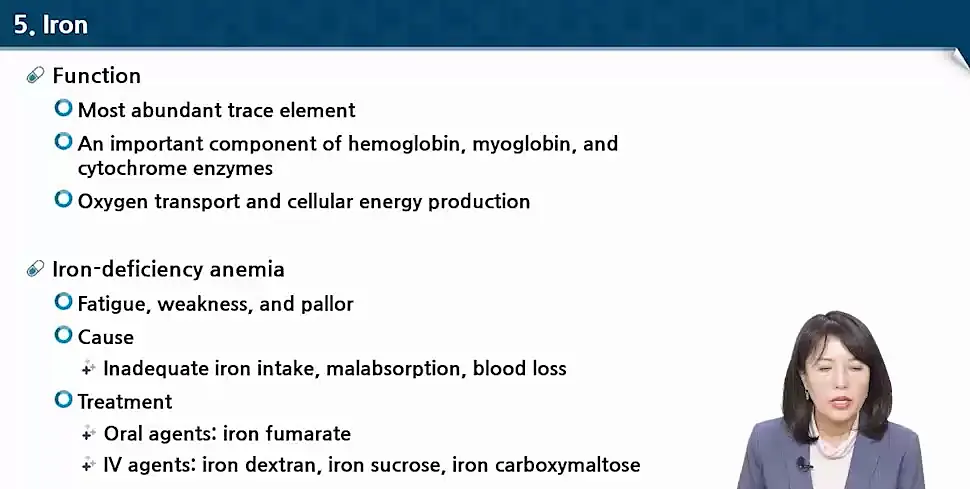 5. Iron
Function
Most abundant trace element
An important component of hemoglobin, myoglobin, and
cytochrome enzymes
Oxygen transport and cellular energy production
Iron-deficiency anemia
Fatigue, weakness, and pallor
Cause
Inadequate iron intake, malabsorption, blood loss
Treatment
Oral agents: iron fumarate
IV agents: iron dextran, iron sucrose, iron carboxymaltose